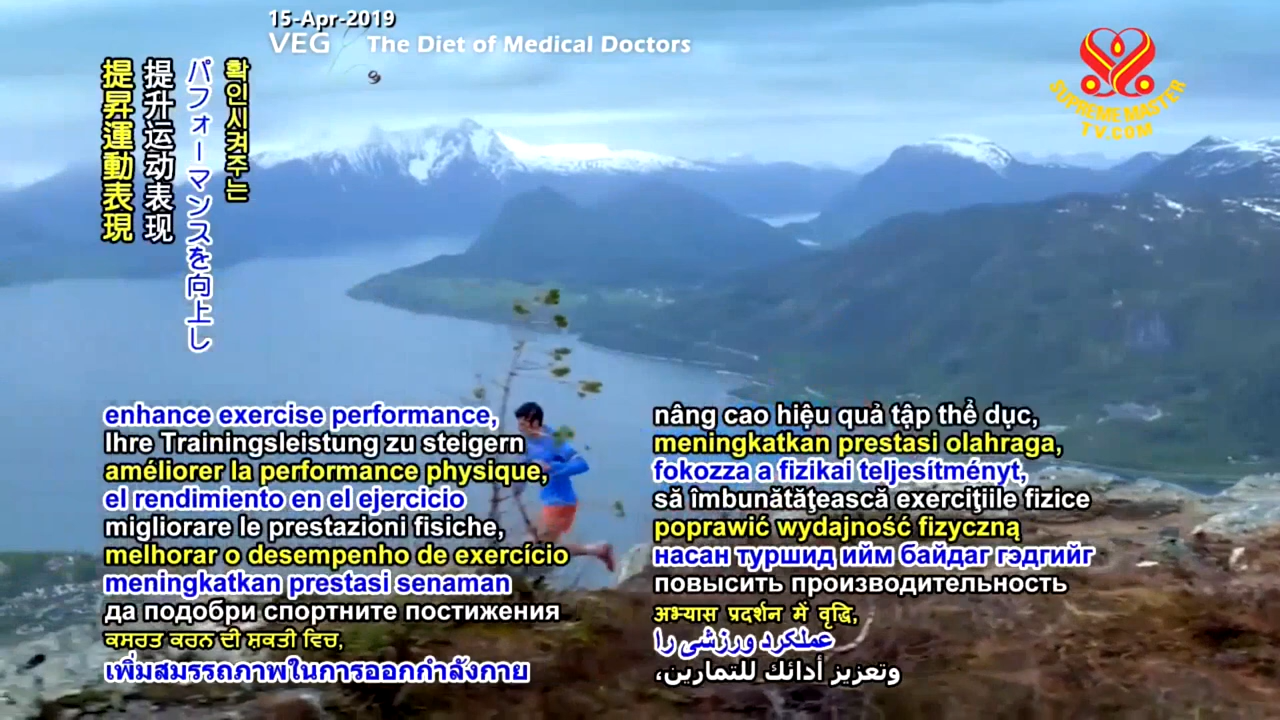 15-Apr-2019
VEG The Diet of Medical Doctors
SUPREME MASTER
TV.COM
확인시켜주는
パフォーマンスを向上し
提升运动表现
提昇運動表現
enhance exercise performance,
Ihre Trainingsleistung zu steigern
améliorer la performance physique,
el rendimiento en el ejercicio
migliorare le prestazioni fisiche,
melhorar o desempenho de exercício
meningkatkan prestasi senaman
да подобри спортните постижения
ਕਸਰਤ ਕਰਨ ਦੀ ਸ਼ਕਤੀ ਵਿਚ,
เพิ่มสมรรถภาพในการออกกำลังกาย
nâng cao hiệu quả tập thể dục,
meningkatkan prestasi olahraga,
fokozza a fizikai teljesítményt,
să îmbunătăţească exerciţiile fizice
poprawić wydajność fizyczną
насан туршид ийм байдаг гэдгийг
повысить производительность
अभ्यास प्रदर्शन में वृद्धि,
عملکرد ورزشی را
وتعزيز أدائك للتمارين،